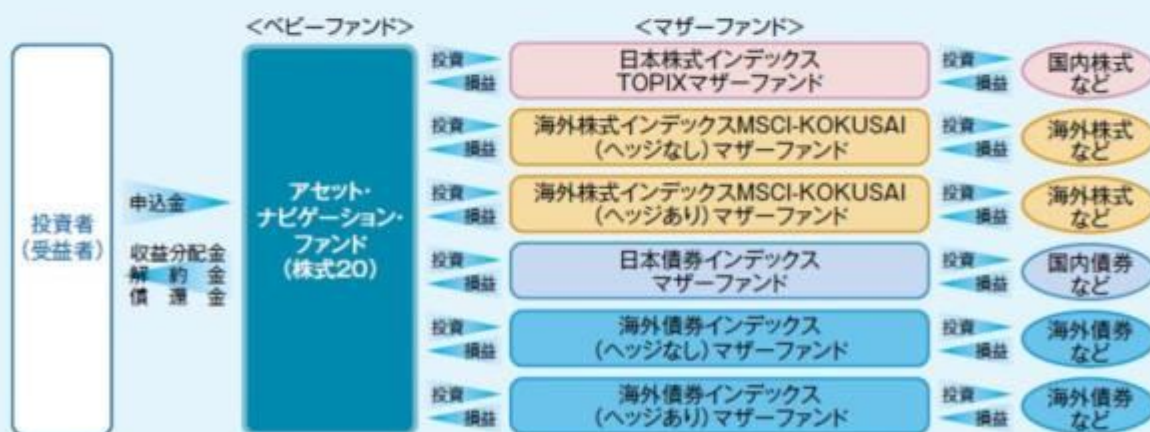 <ベビーファンド>
<マザーファンド>
投資者
(受益者)
申込金
収益分配金
解約金
償還金
アセット・
ナビゲーション・
ファンド
(株式20)
投資
損益
日本株式インデックス
TOPIXマザーファンド
投資
損益
国内株式
など
投資
損益
海外株式インデックスMSCI-KOKUSAI
(ヘッジなし)マザーファンド
投資
損益
海外株式
など
投資
損益
海外株式インデックスMSCI-KOKUSAI
(ヘッジあり)マザーファンド
投資
損益
海外株式
など
投資
損益
日本債券インデックス
マザーファンド
投資
損益
国内債券
など
投資
損益
海外債券インデックス
(ヘッジなし)マザーファンド
投資
損益
海外債券
など
投資
損益
海外債券インデックス
(ヘッジあり)マザーファンド
投資
損益
海外債券
など